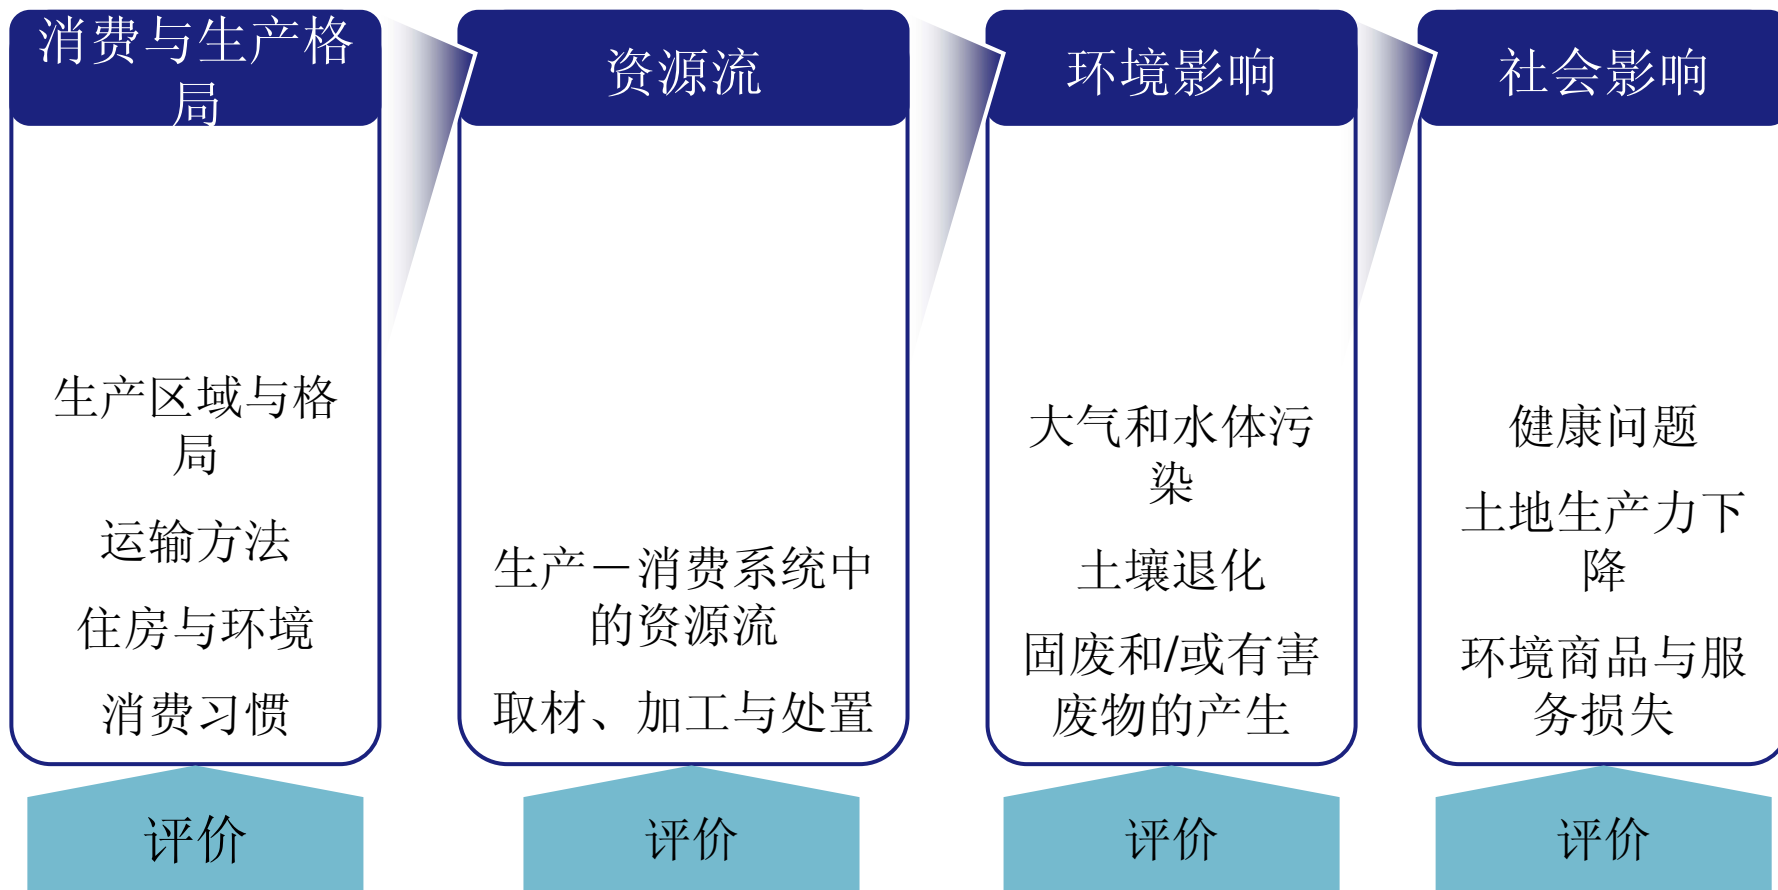 消费与生产格
局
生产区域与格
局
运输方法
住房与环境
消费习惯
评价
资源流
生产－消费系统中
的资源流
取材、加工与处置
评价
环境影响
大气和水体污
染
土壤退化
固废和/或有害
废物的产生
评价
社会影响
健康问题
土地生产力下
降
环境商品与服
务损失
评价